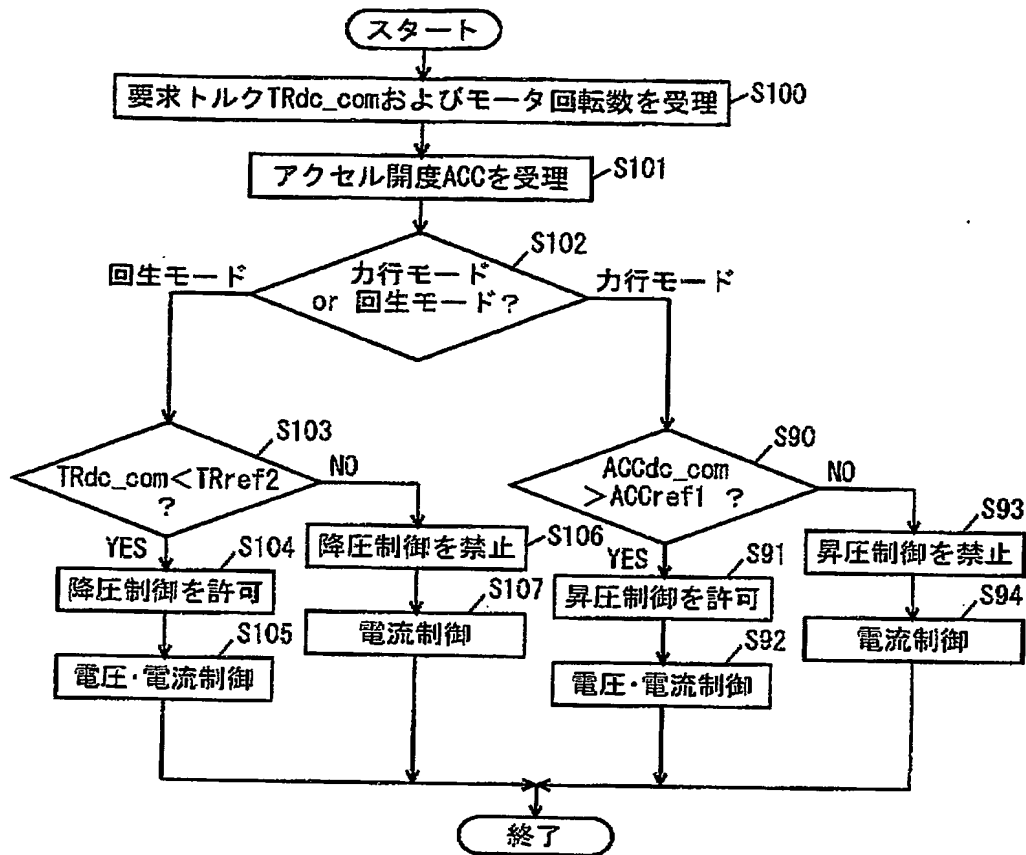 スタート
要求トルクTRdc_comおよびモータ回転数を受理
S100
アクセル開度ACCを受理
S101
S102
力行モード
or 回生モード?
回生モード
力行モード
S103
TRdc_com<TRref2
?
NO
YES
S90
ACCdc_com
>ACCref1 ?
NO
YES
S104
降圧制御を許可
降圧制御を禁止
S106
S91
昇圧制御を許可
S93
昇圧制御を禁止
S105
電圧・電流制御
S107
電流制御
S92
電圧・電流制御
S94
電流制御
終了